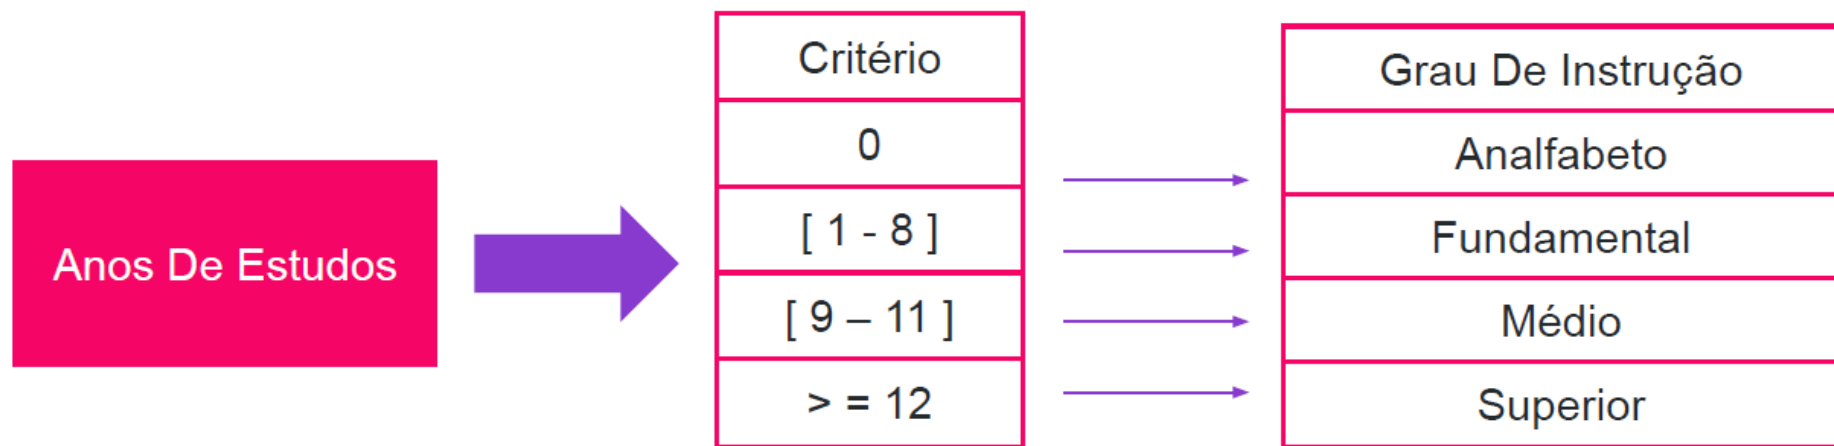 Anos De Estudos
Critério
0
[ 1 - 8 ]
[ 9 – 11 ]
> = 12
Grau De Instrução
Analfabeto
Fundamental
Médio
Superior